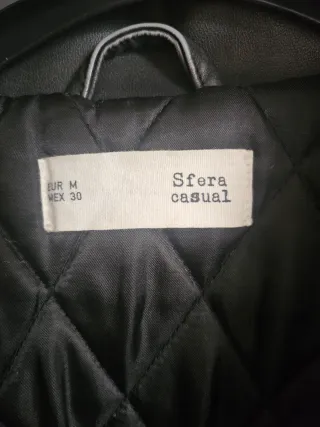 EUR M
MEX 30
Sfera
casual